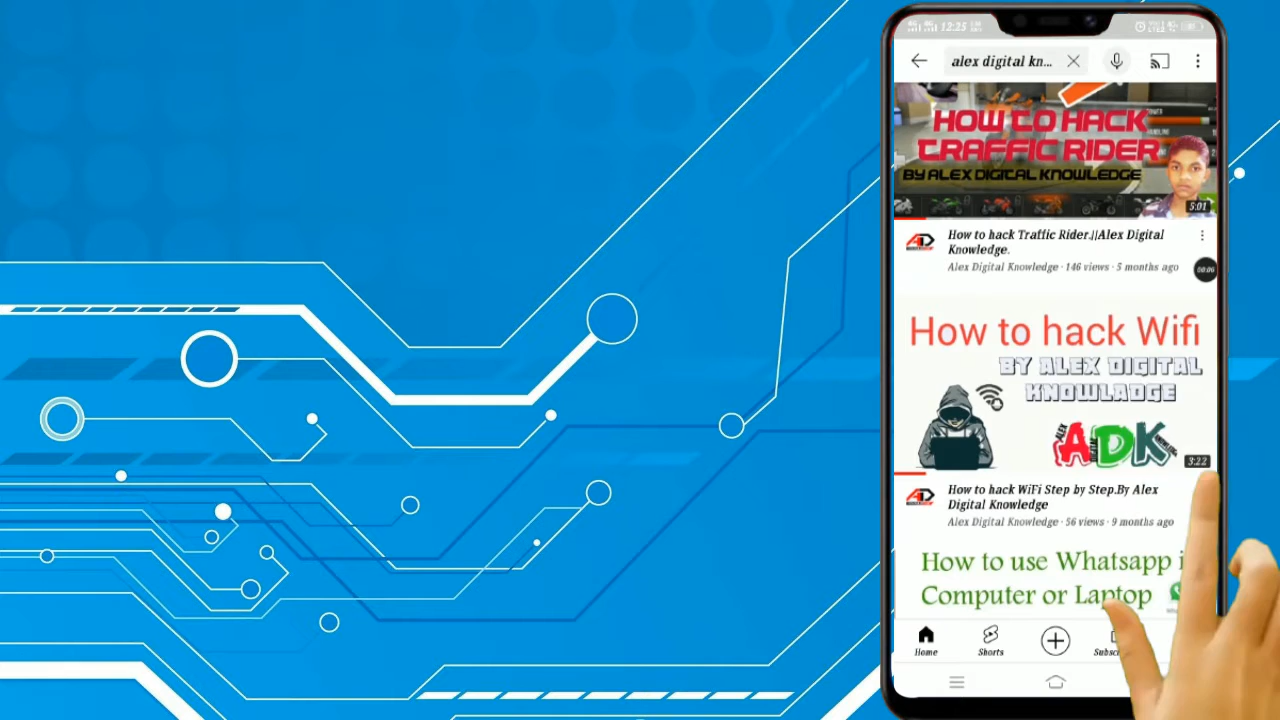 12:25
alex digital kn...
HOW TO HACK
TRAFFIC RIDER
BY ALEX DIGITAL KNOWLEDGE
5:01
How to hack Traffic Rider.||Alex Digital
Knowledge.
Alex Digital Knowledge · 146 views · 5 months ago
00:06
How to hack Wifi
BY ALEX DIGITAL
KNOWLADGE
ADK
3:22
How to hack WiFi Step by Step.By Alex
Digital Knowledge
Alex Digital Knowledge · 56 views · 9 months ago
How to use Whatsapp i
Computer or Laptop
Home
Shorts
Subsc